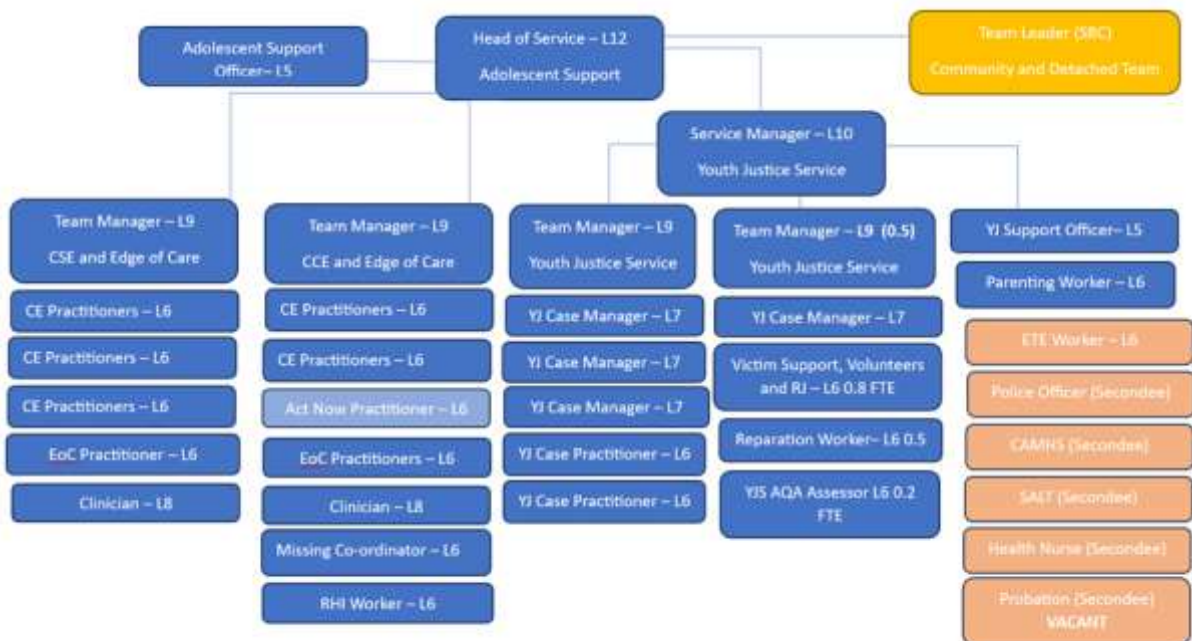 Adolescent Support
Officer– L5
Head of Service – L12
Adolescent Support
Team Leader (SBC)
Community and Detached Team
Service Manager – L10
Youth Justice Service
Team Manager – L9
CSE and Edge of Care
CE Practitioners – L6
CE Practitioners – L6
CE Practitioners – L6
EoC Practitioner – L6
Clinician – L8
Team Manager – L9
CCE and Edge of Care
CE Practitioners – L6
CE Practitioners – L6
Act Now Practitioner – L6
EoC Practitioners – L6
Clinician – L8
Missing Co-ordinator – L6
RHI Worker – L6
Team Manager – L9
Youth Justice Service
YJ Case Manager – L7
YJ Case Manager – L7
YJ Case Manager – L7
YJ Case Practitioner – L6
YJ Case Practitioner – L6
Team Manager – L9 (0.5)
Youth Justice Service
YJ Case Manager – L7
Victim Support, Volunteers
and RJ – L6 0.8 FTE
Reparation Worker– L6 0.5
YJS AQA Assessor L6 0.2
FTE
YJ Support Officer– L5
Parenting Worker – L6
ETE Worker – L6
Police Officer (Secondee)
CAMHS (Secondee)
SALT (Secondee)
Health Nurse (Secondee)
Probation (Secondee)
VACANT